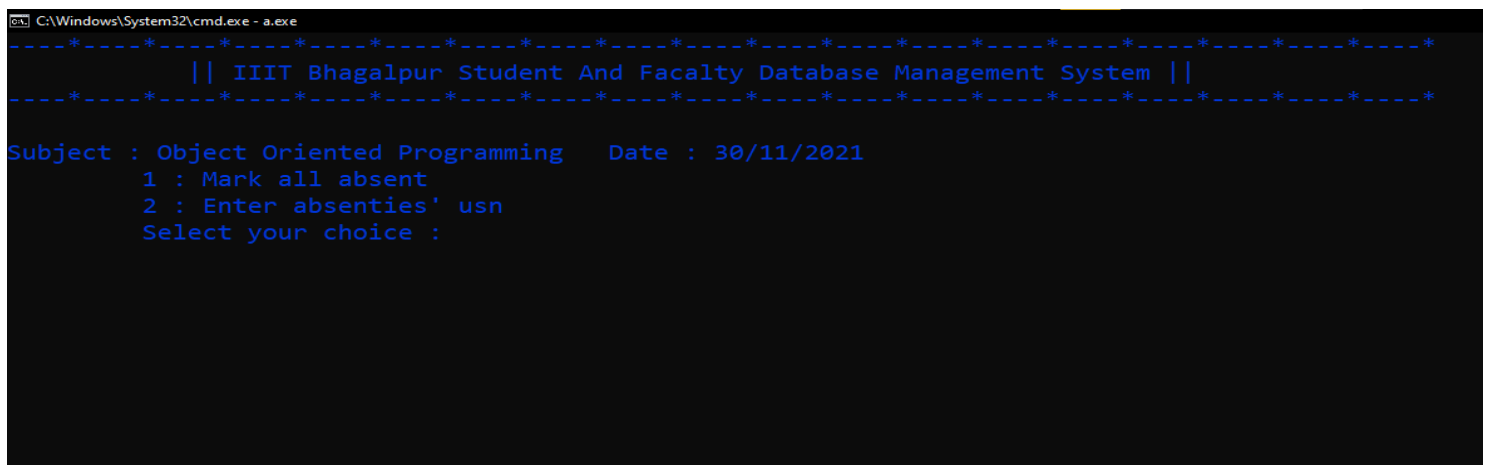 C:\Windows\System32\cmd.exe - a.exe
----*----*----*----*----*----*----*----*----*----*----*----*----*----*----*----*----*----*----*
|| IIIT Bhagalpur Student And Facalty Database Management System ||
----*----*----*----*----*----*----*----*----*----*----*----*----*----*----*----*----*----*----*
Subject : Object Oriented Programming   Date : 30/11/2021
1 : Mark all absent
2 : Enter absenties' usn
Select your choice :